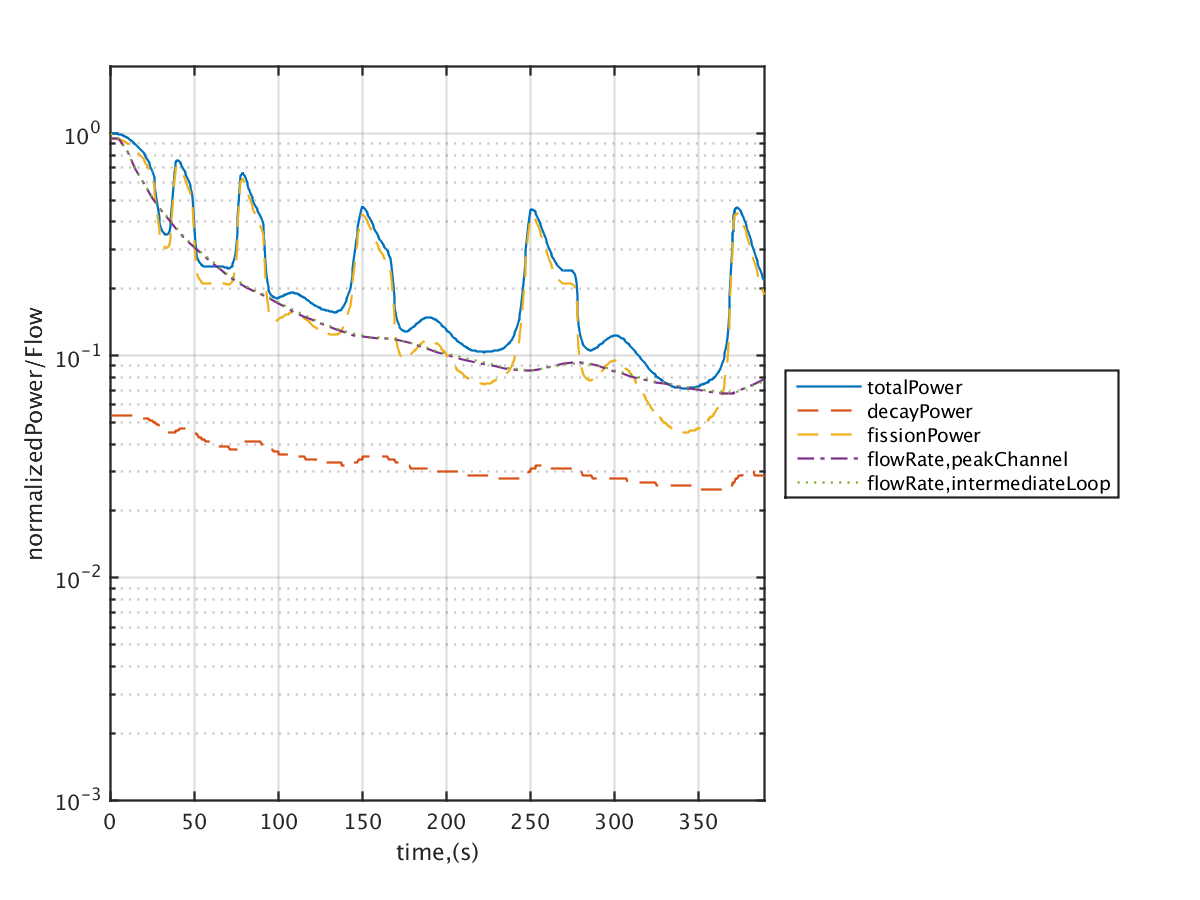 10^0
10^-1
10^-2
10^-3
normalizedPower/Flow
0 50 100 150 200 250 300 350
time,(s)
totalPower
decayPower
fissionPower
flowRate,peakChannel
flowRate,intermediateLoop